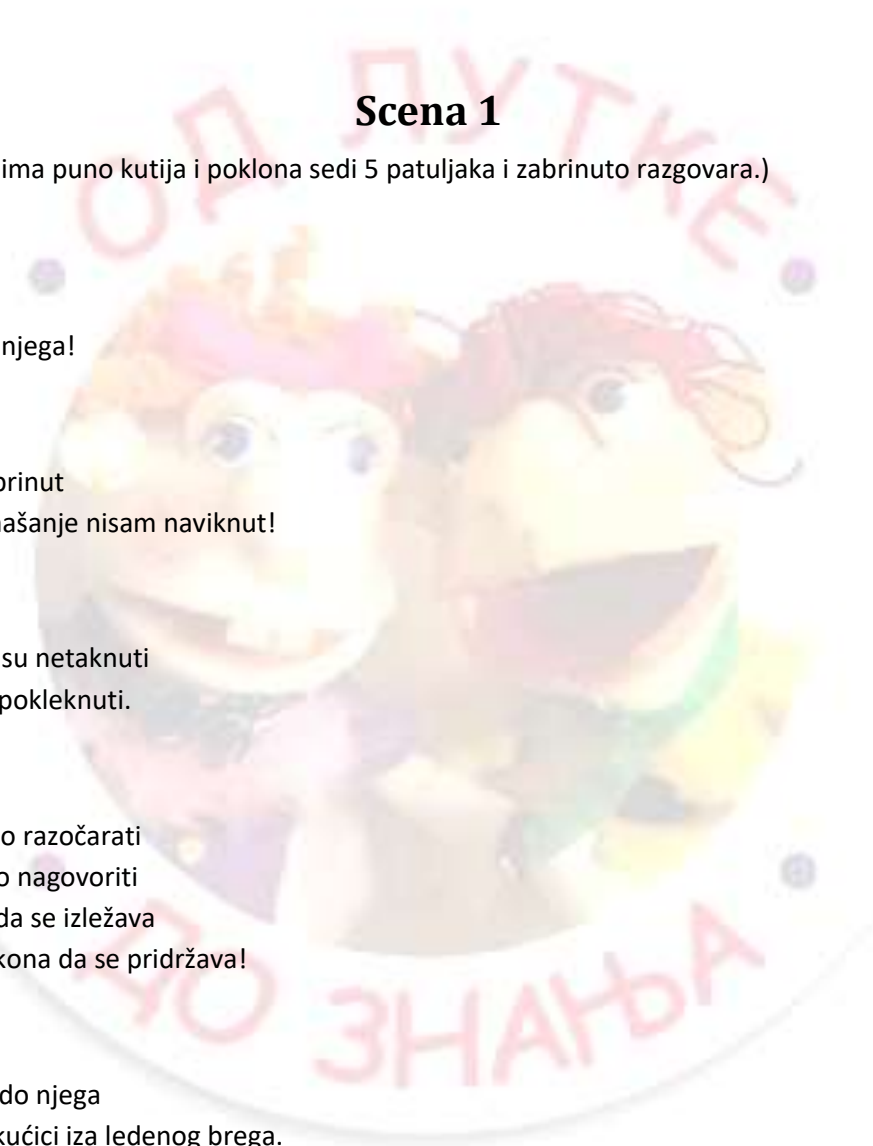 Scena 1
ima puno kutija i poklona sedi 5 patuljaka i zabrinuto razgovara.)
njega!
brinut
našanje nisam naviknut!
su netaknuti
pokleknuti.
o razočarati
o nagovoriti
da se izležava
kona da se pridržava!
do njega
kućici iza ledenog brega.
ОД ЛУТКЕ
ДО ЗНАЊА